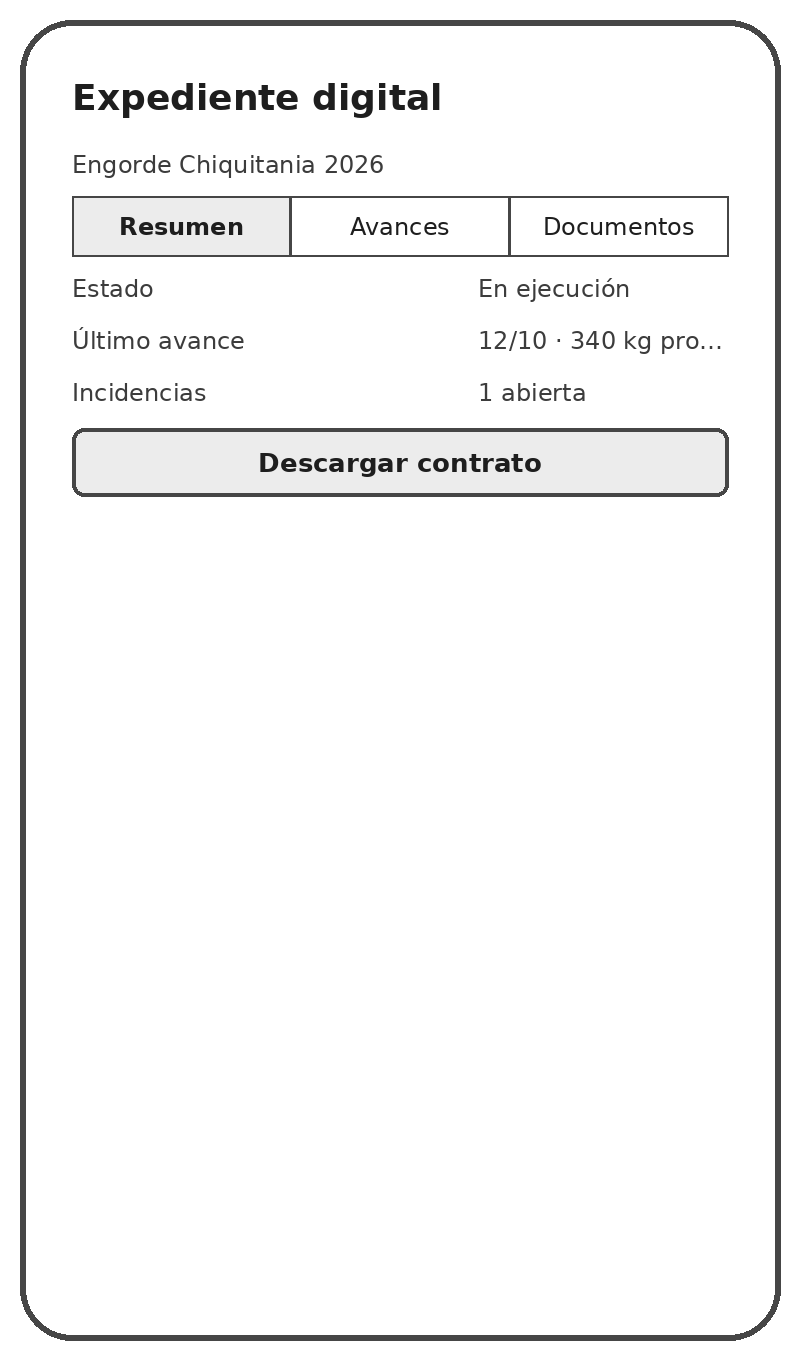 Expediente digital
Engorde Chiquitania 2026
Resumen Avances Documentos
Estado En ejecución
Último avance 12/10 · 340 kg pro...
Incidencias 1 abierta
Descargar contrato